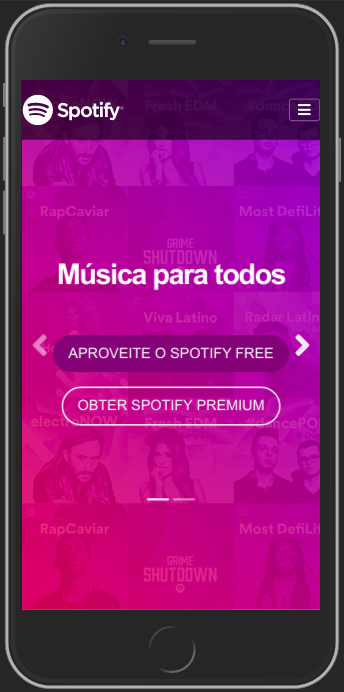 Fresh EDM
#dance
Spotify®
RapCaviar
Most DefiLit
GRIME
SHUTDOWN
Música para todos
Viva Latino
Radar Latin
APROVEITE O SPOTIFY FREE
OBTER SPOTIFY PREMIUM
electroNOW
Fresh EDM
#dancePO
RapCaviar
Most DefiLit
GRIME
SHUTDOWN